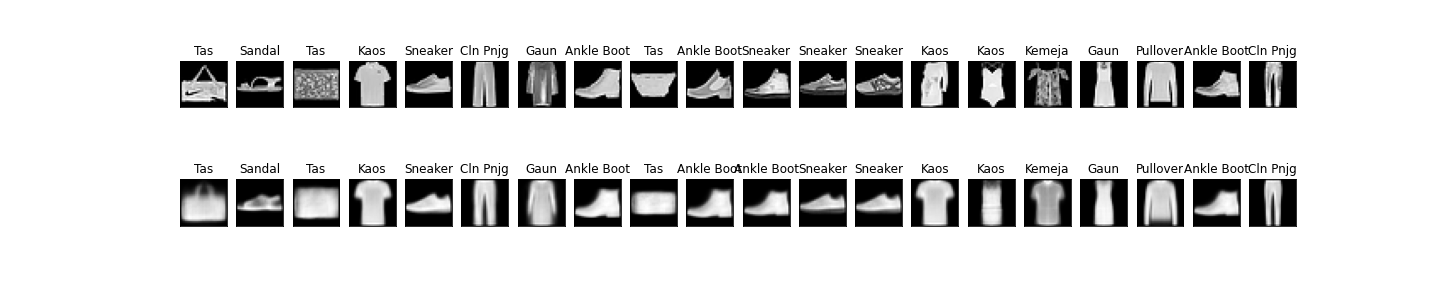 Tas Sandal Tas Kaos Sneaker Cln Pnjg Gaun Ankle Boot Tas Ankle Boot Sneaker Sneaker Sneaker Kaos Kaos Kemeja Gaun Pullover Ankle Boot Cln Pnjg
Tas Sandal Tas Kaos Sneaker Cln Pnjg Gaun Ankle Boot Tas Ankle Boot Ankle Boot Sneaker Sneaker Kaos Kaos Kemeja Gaun Pullover Ankle Boot Cln Pnjg